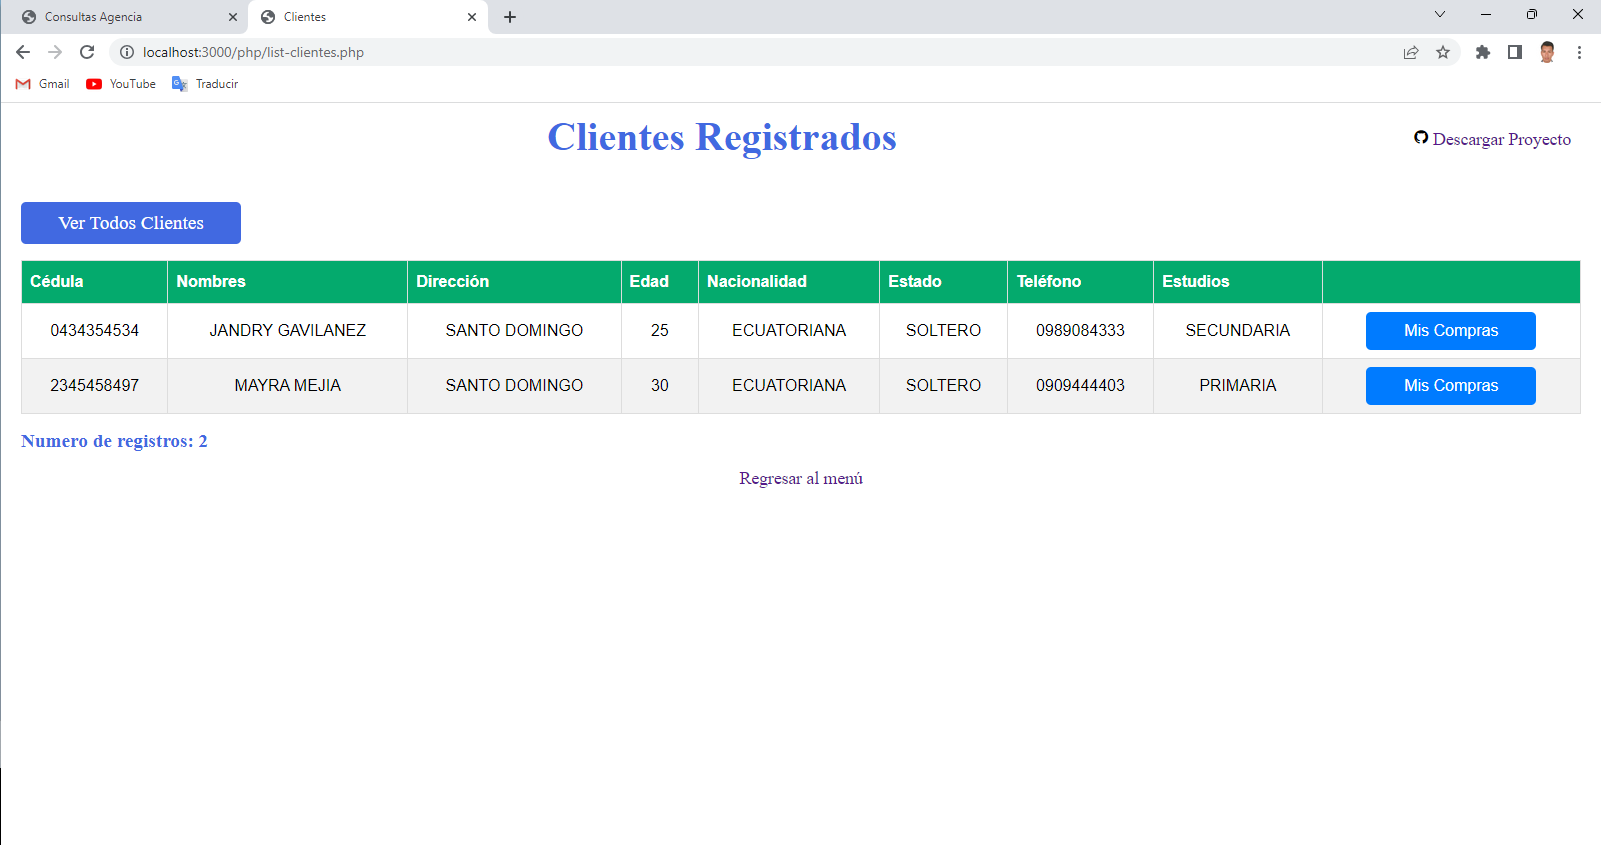 Consultas Agencia
Clientes
localhost:3000/php/list-clientes.php
Gmail YouTube Traducir
Clientes Registrados
Descargar Proyecto
Ver Todos Clientes
Cédula Nombres Dirección Edad Nacionalidad Estado Teléfono Estudios
0434354534 JANDRY GAVILANEZ SANTO DOMINGO 25 ECUATORIANA SOLTERO 0989084333 SECUNDARIA Mis Compras
2345458497 MAYRA MEJIA SANTO DOMINGO 30 ECUATORIANA SOLTERO 0909444403 PRIMARIA Mis Compras
Numero de registros: 2
Regresar al menú